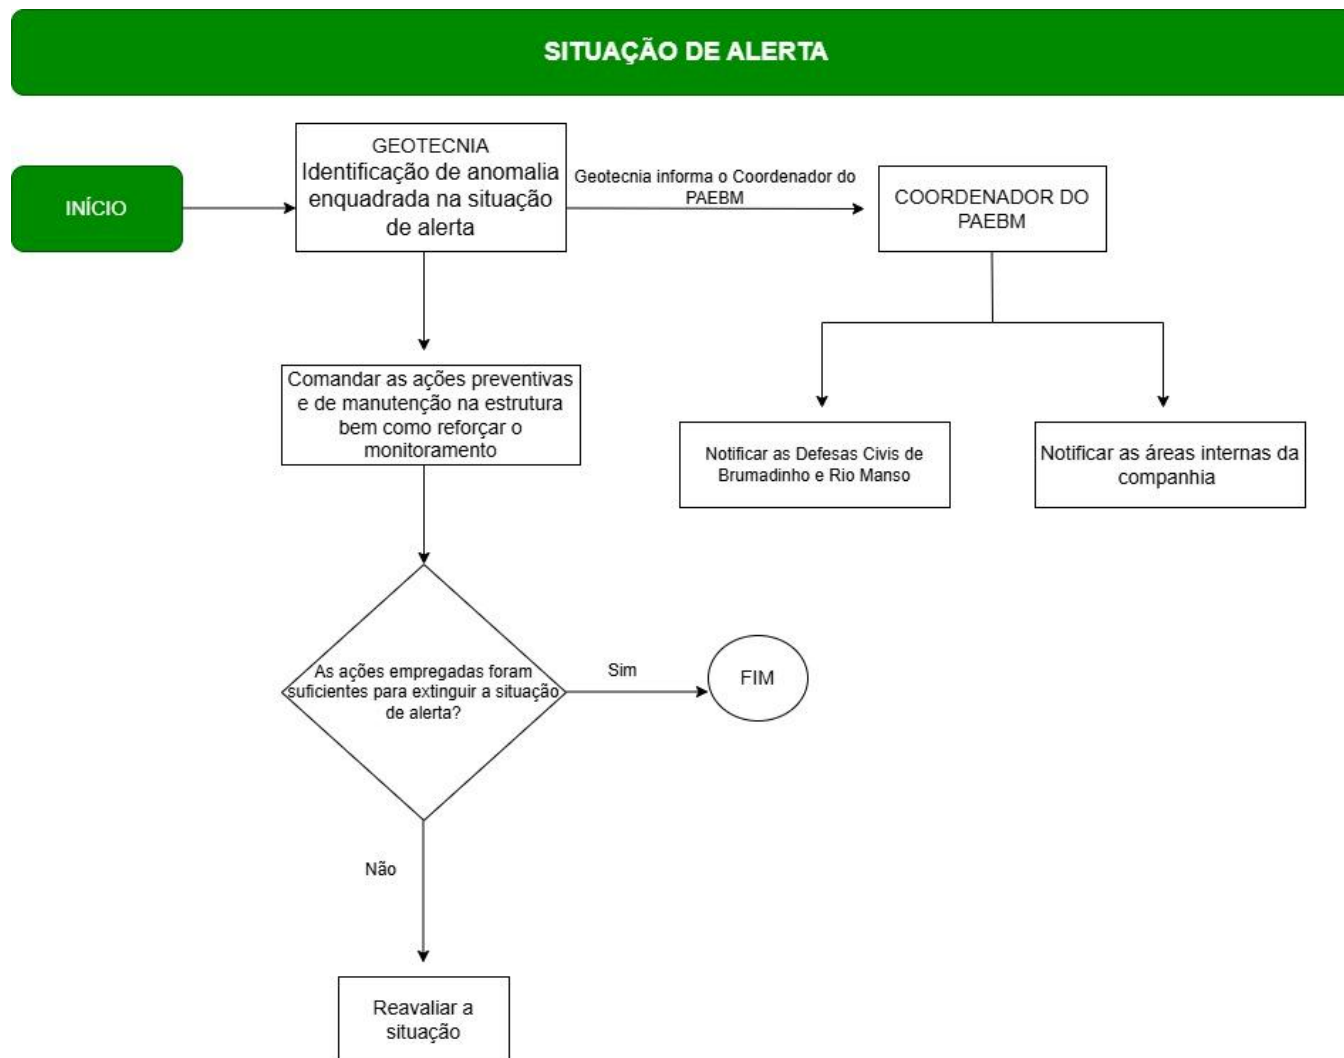 SITUAÇÃO DE ALERTA
INÍCIO
GEOTECNIA
Identificação de anomalia
enquadrada na situação
de alerta
Geotecnia informa o Coordenador do
PAEBM
COORDENADOR DO
PAEBM
Comandar as ações preventivas
e de manutenção na estrutura
bem como reforçar o
monitoramento
Notificar as Defesas Civis de
Brumadinho e Rio Manso
Notificar as áreas internas da
companhia
As ações empregadas foram
suficientes para extinguir a situação
de alerta?
Sim
FIM
Não
Reavaliar a
situação